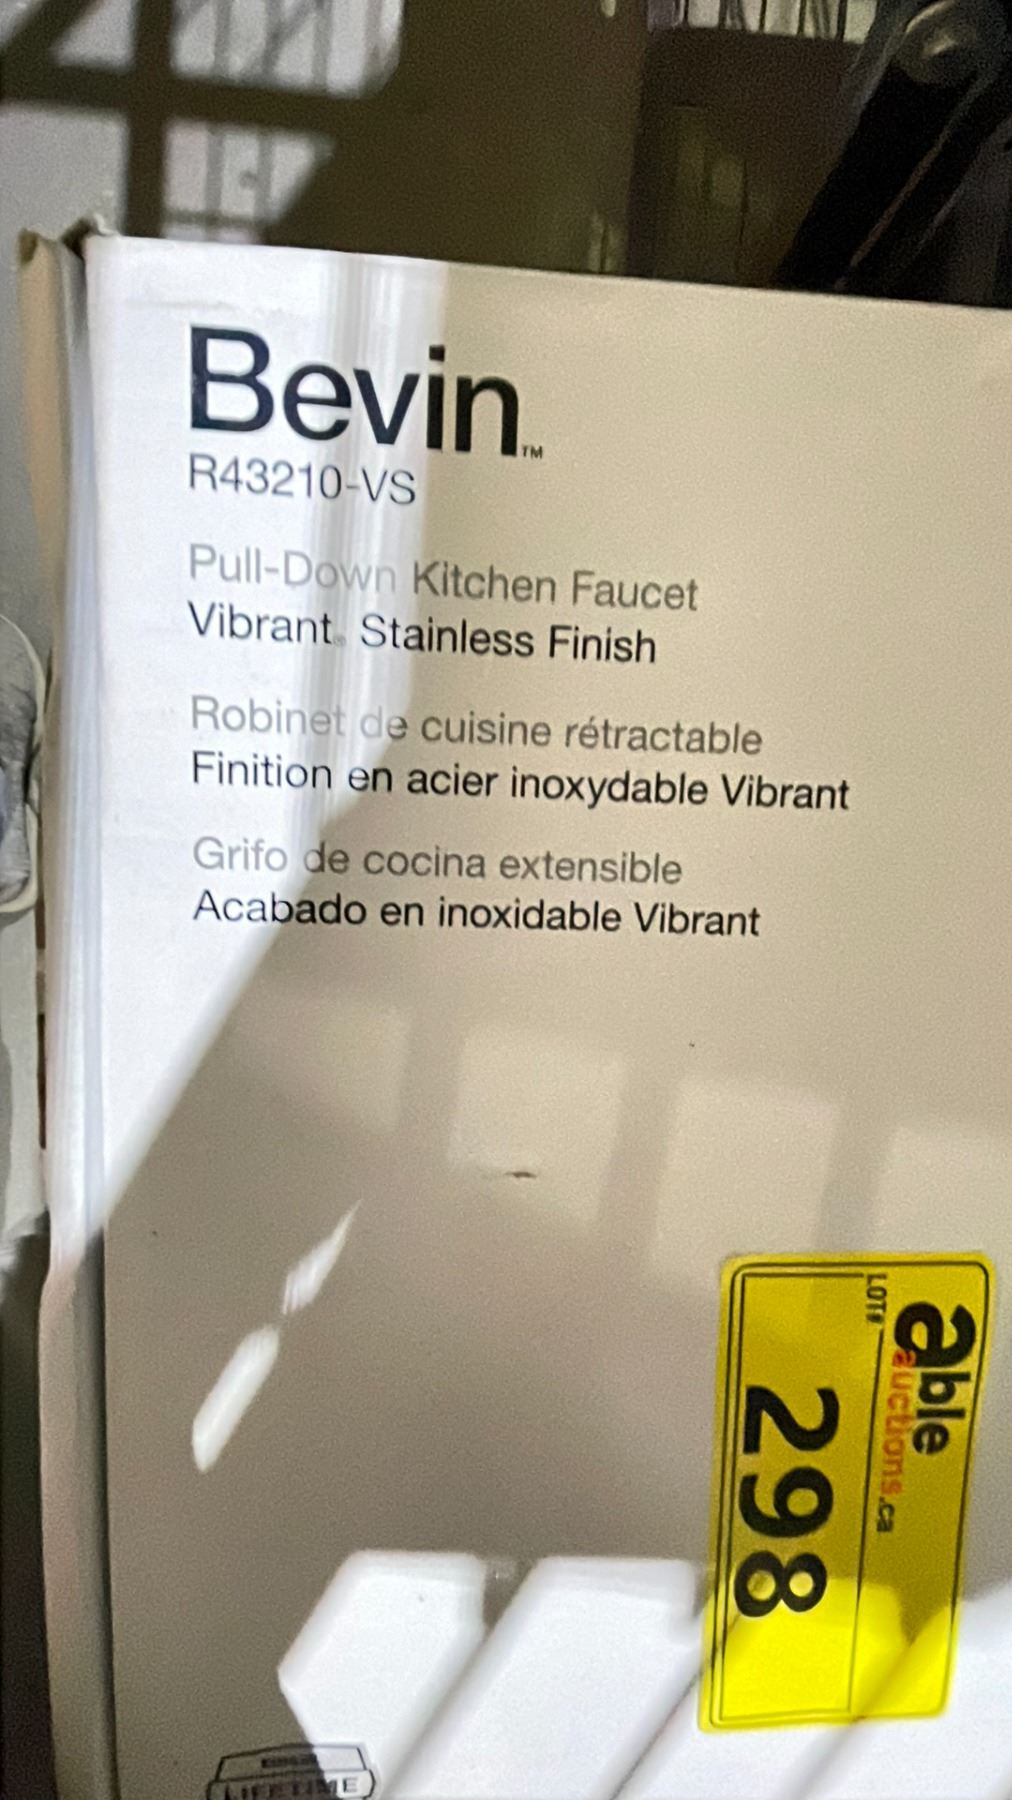 Bevin™
R43210-VS
Pull-Down Kitchen Faucet
Vibrant® Stainless Finish
Robinet de cuisine rétractable
Finition en acier inoxydable Vibrant
Grifo de cocina extensible
Acabado en inoxidable Vibrant
able
auctions.ca
LOT#
298
LIFETIME